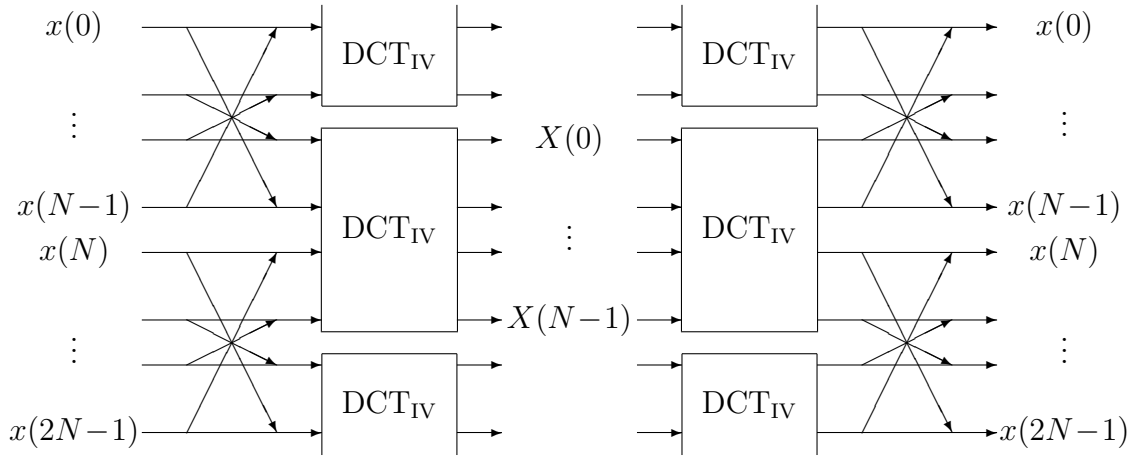 x(0) DCT_IV DCT_IV x(0)
⋮ X(0) ⋮
x(N−1) DCT_IV ⋮ DCT_IV x(N−1)
x(N) x(N)
X(N−1)
⋮ ⋮
x(2N−1) DCT_IV DCT_IV x(2N−1)